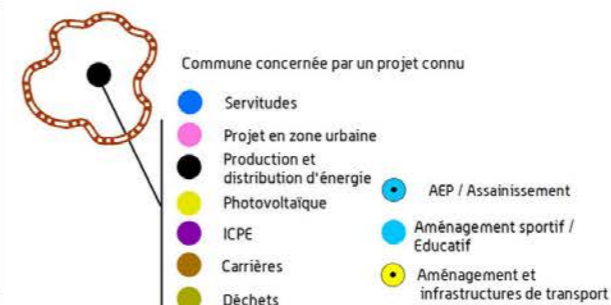 Commune concernée par un projet connu
Servitudes
Projet en zone urbaine
Production et
distribution d'énergie
Photovoltaïque
ICPE
Carrières
Déchets
AEP / Assainissement
Aménagement sportif /
Educatif
Aménagement et
infrastructures de transport